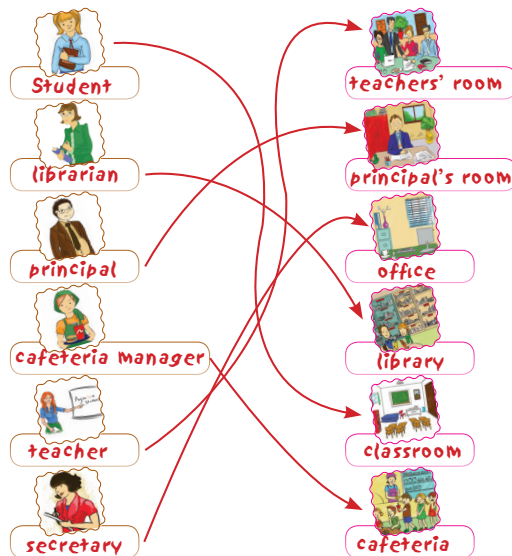 Student
teachers' room
librarian
principal's room
principal
office
cafeteria manager
library
teacher
classroom
secretary
cafeteria